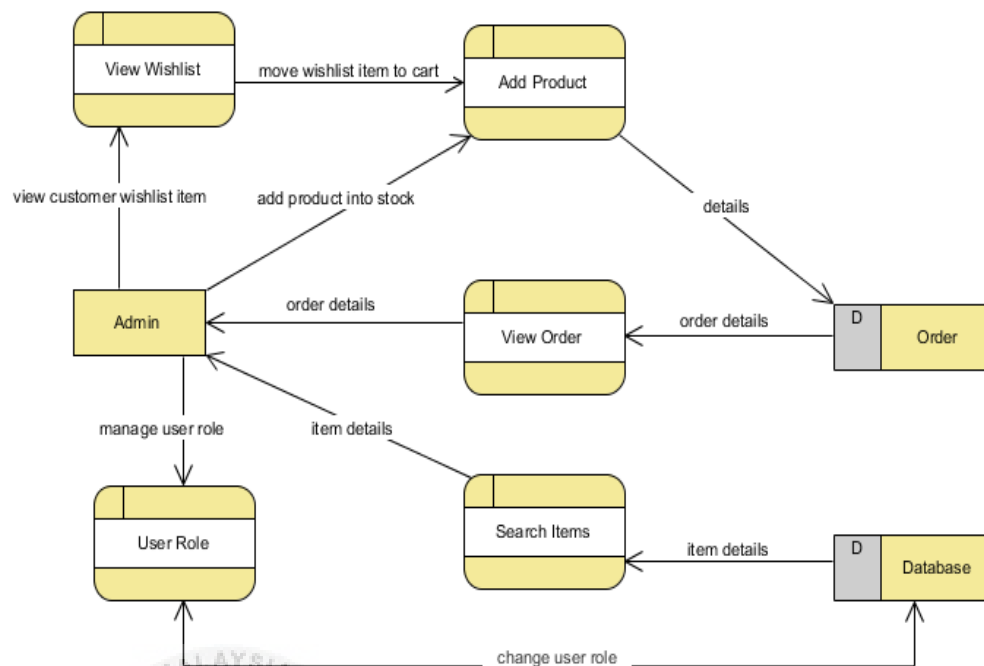 View Wishlist
move wishlist item to cart
Add Product
view customer wishlist item
add product into stock
details
Admin
order details
View Order
order details
D
Order
manage user role
item details
User Role
Search Items
item details
D
Database
change user role